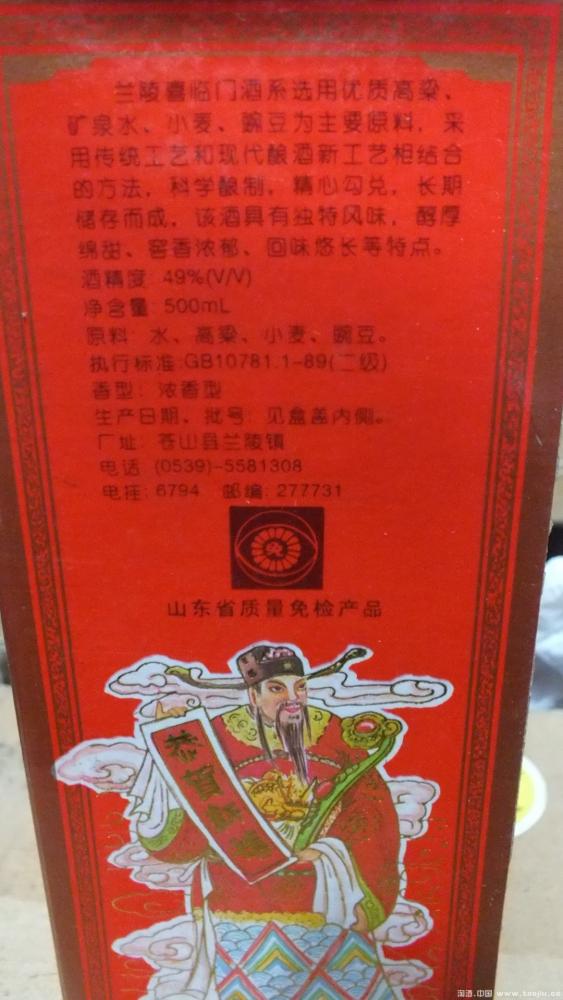 兰陵喜临门酒系选用优质高粱、
矿泉水、小麦、豌豆为主要原料，采
用传统工艺和现代酿酒新工艺相结合
的方法，科学酿制，精心勾兑，长期
储存而成，该酒具有独特风味，醇厚
绵甜、窖香浓郁、回味悠长等特点。
酒精度：49%(V/V)
净含量：500mL
原料：水、高粱、小麦、豌豆。
执行标准:GB10781.1-89(二级)
香型：浓香型
生产日期、批号：见盒盖内侧。
厂址：苍山县兰陵镇
电话：(0539)-5581308
电挂：6794 邮编：277731
免
山东省质量免检产品
恭
淘酒.中国 www.taojiu.cc